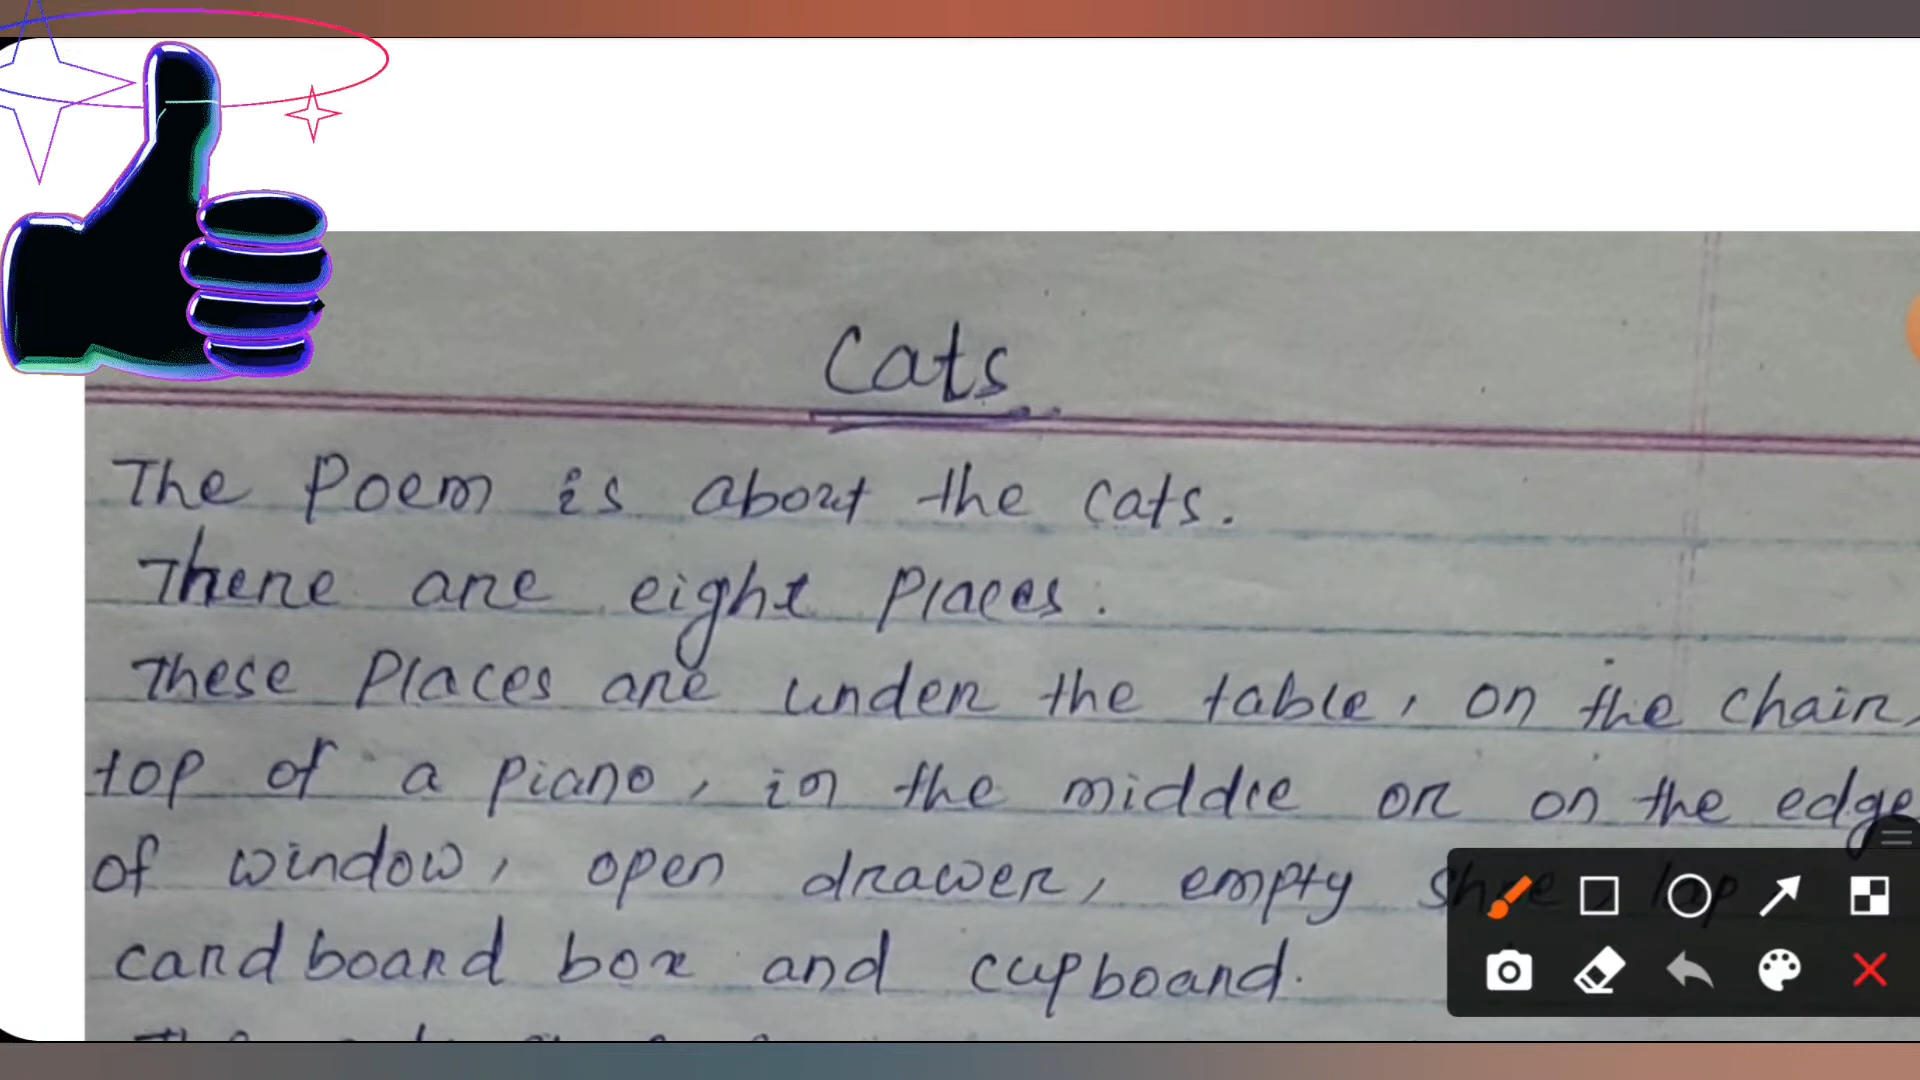 Cats
The Poem is about the cats.
There are eight Places.
These Places are under the table, on the chair,
top of a piano, in the middle or on the edge
of window, open drawer, empty shoe, lap
cardboard box and cupboard.